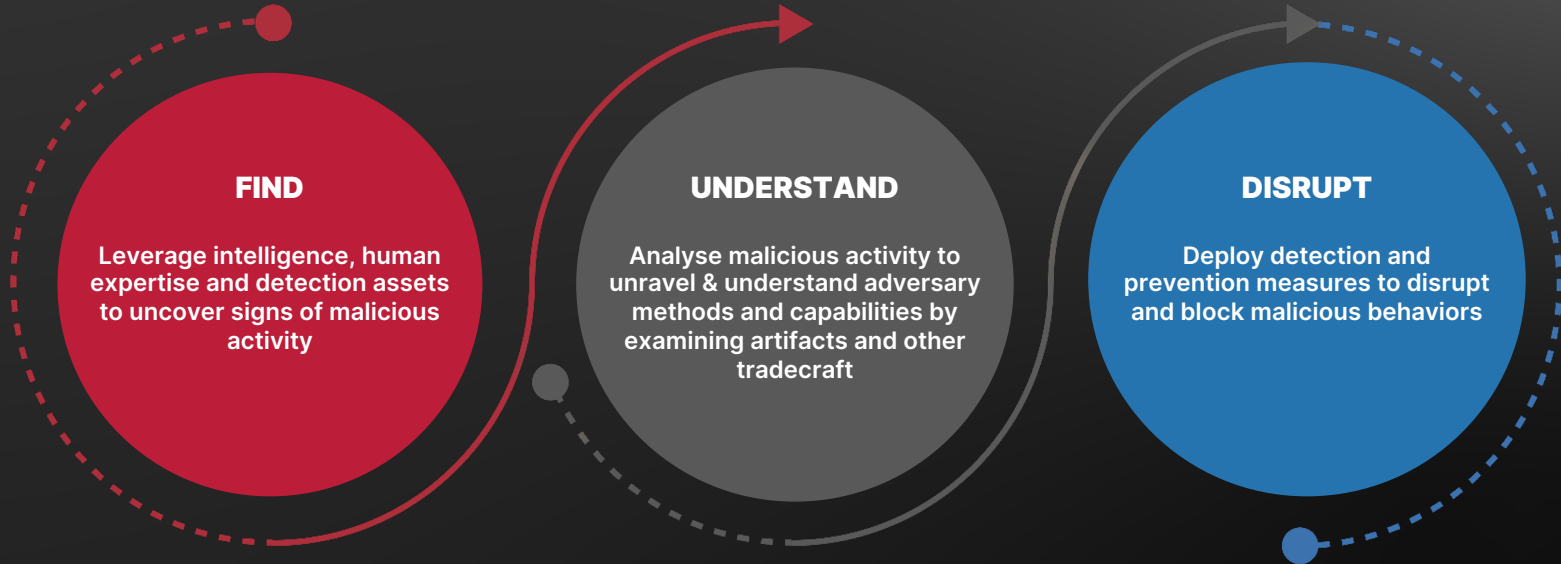 FIND
Leverage intelligence, human
expertise and detection assets
to uncover signs of malicious
activity
UNDERSTAND
Analyse malicious activity to
unravel & understand adversary
methods and capabilities by
examining artifacts and other
tradecraft
DISRUPT
Deploy detection and
prevention measures to disrupt
and block malicious behaviors